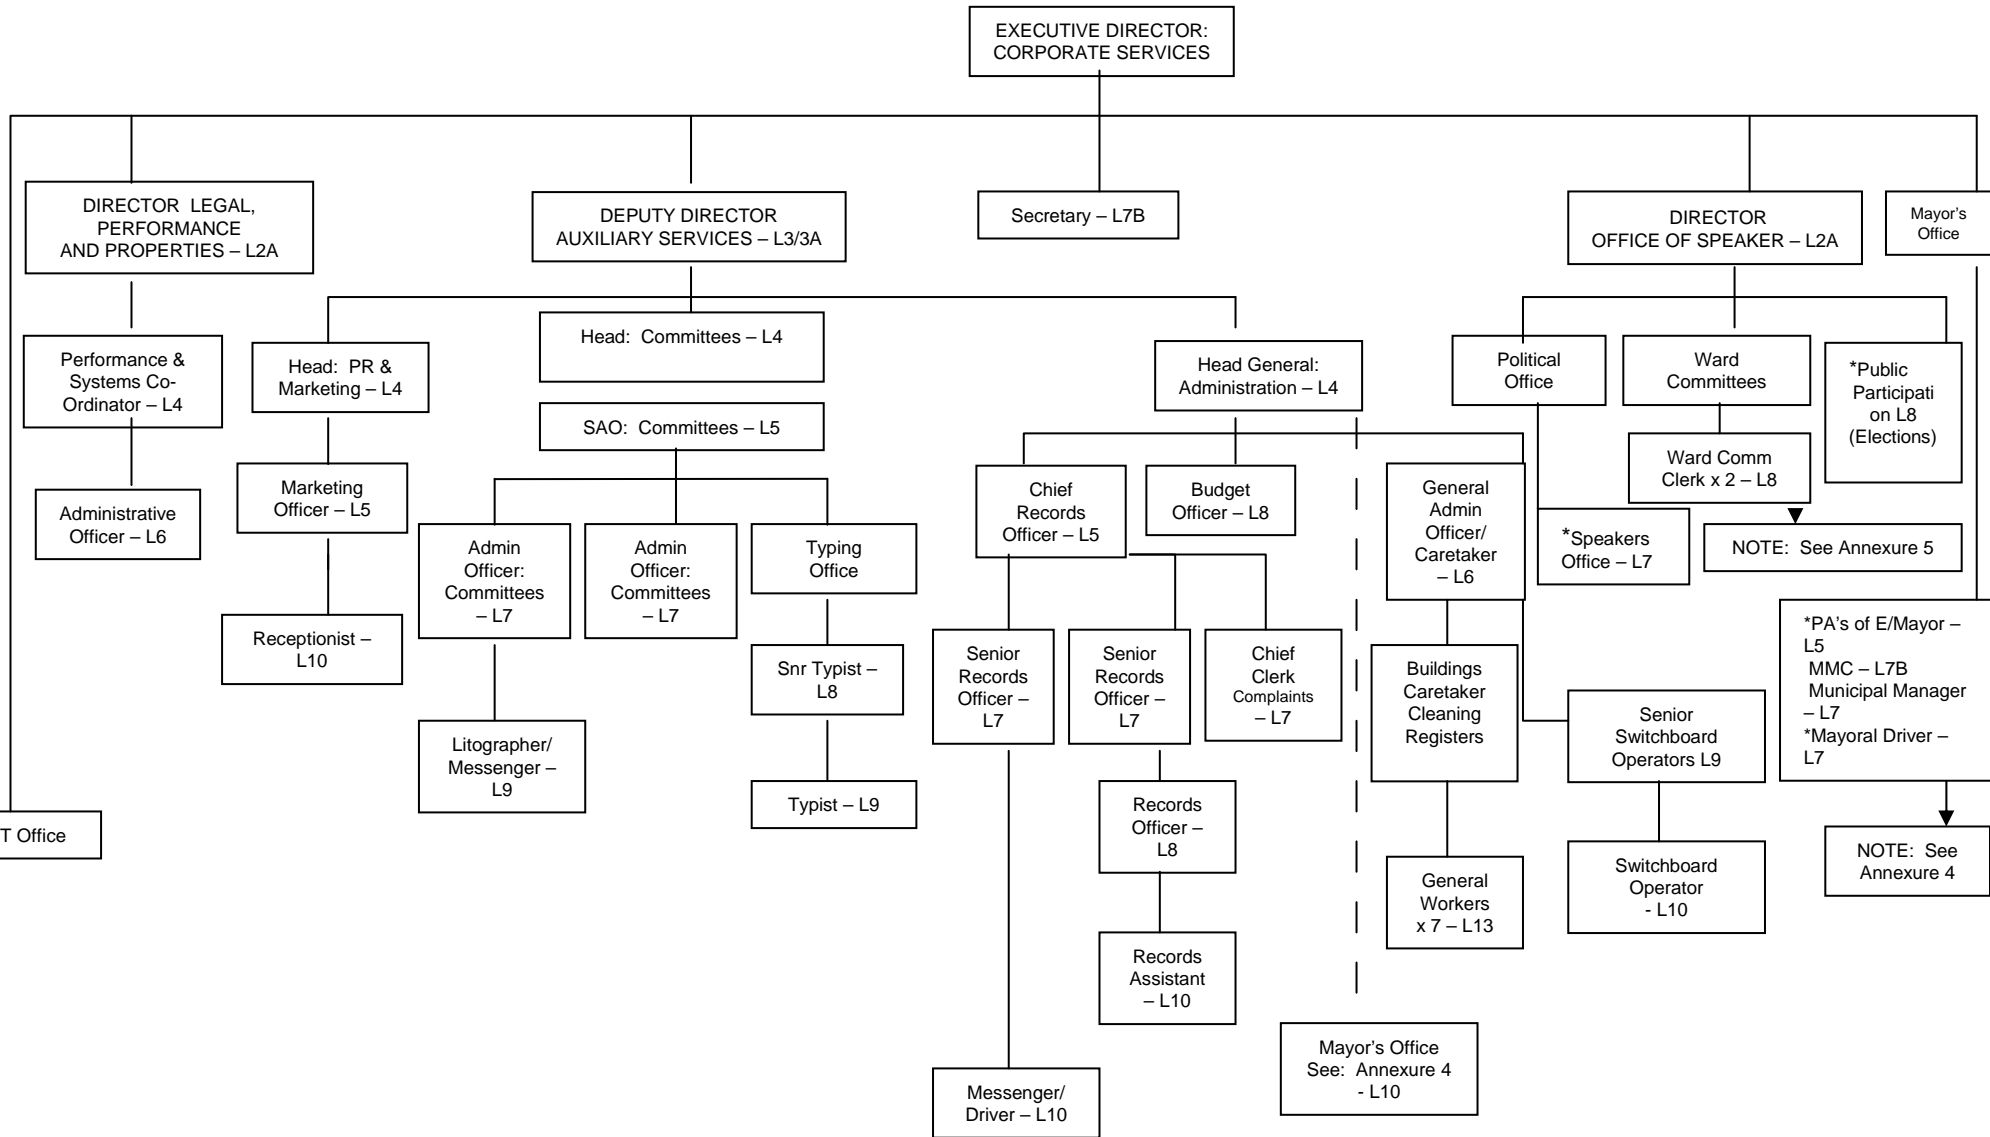 EXECUTIVE DIRECTOR:
CORPORATE SERVICES
DIRECTOR  LEGAL,
PERFORMANCE
AND PROPERTIES – L2A
DEPUTY DIRECTOR
AUXILIARY SERVICES – L3/3A
Secretary – L7B
DIRECTOR
OFFICE OF SPEAKER – L2A
Mayor's
Office
Performance &
Systems Co-
Ordinator – L4
Head:  PR &
Marketing – L4
Head:  Committees – L4
Head General:
Administration – L4
Political
Office
Ward
Committees
*Public
Participati
on L8
(Elections)
SAO:  Committees – L5
Ward Comm
Clerk x 2 – L8
Administrative
Officer – L6
Marketing
Officer – L5
Chief
Records
Officer – L5
Budget
Officer – L8
General
Admin
Officer/
Caretaker
– L6
*Speakers
Office – L7
NOTE:  See Annexure 5
Admin
Officer:
Committees
– L7
Admin
Officer:
Committees
– L7
Typing
Office
Receptionist –
L10
Snr Typist –
L8
Senior
Records
Officer –
L7
Senior
Records
Officer –
L7
Chief
Clerk
Complaints
– L7
Buildings
Caretaker
Cleaning
Registers
Senior
Switchboard
Operators L9
*PA's of E/Mayor –
L5
MMC – L7B
Municipal Manager
– L7
*Mayoral Driver –
L7
Litographer/
Messenger –
L9
Typist – L9
T Office
Records
Officer –
L8
General
Workers
x 7 – L13
Switchboard
Operator
- L10
NOTE:  See
Annexure 4
Records
Assistant
– L10
Mayor's Office
See:  Annexure 4
- L10
Messenger/
Driver – L10